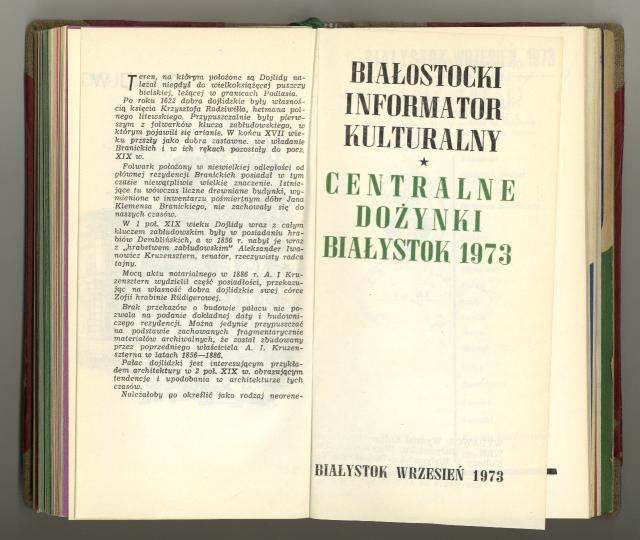 Teren, na którym położone są Dojlidy na-
leżał niegdyś do wielkoksiążęcej puszczy
bielskiej, leżącej w granicach Podlasia.
Po roku 1622 dobra dojlidzkie były własno-
ścią księcia Krzysztofa Radziwiłła, hetmana pol-
nego litewskiego. Przypuszczalnie były pierw-
szym z folwarków klucza zabłudowskiego, w
którym pojawili się arianie. W końcu XVII wie-
ku przeszły jako dobra zastawne, we władanie
Branickich i w ich rękach pozostały do pocz.
XIX w.
Folwark położony w niewielkiej odległości od
głównej rezydencji Branickich posiadał w tym
czasie niewątpliwie wielkie znaczenie. Istnie-
jące tu wówczas liczne drewniane budynki, wy-
mienione w inwentarzu pośmiertnym dóbr Jana
Klemensa Branickiego, nie zachowały się do
naszych czasów.
W 1 poł. XIX wieku Dojlidy wraz z całym
kluczem zabłudowskim były w posiadaniu hra-
biów Demblińskich, a w 1856 r. nabył je wraz
z „hrabstwem zabłudowskim” Aleksander Iwa-
nowicz Kruzensztern, senator, rzeczywisty radca
tajny.
Mocą aktu notarialnego w 1886 r. A. I Kru-
zensztern wydzielił część posiadłości, przekazu-
jąc na własność dobra dojlidzkie swej córce
Zofii hrabinie Rüdigerowej.
Brak przekazów o budowie pałacu nie po-
zwala na podanie dokładnej daty i budowni-
czego rezydencji. Można jedynie przypuszczać
na podstawie zachowanych fragmentarycznie
materiałów archiwalnych, że został zbudowany
przez poprzedniego właściciela A. I. Kruzen-
szterna w latach 1856—1886.
Pałac dojlidzki jest interesującym przykła-
dem architektury w 2 poł. XIX w. obrazującym
tendencje i upodobania w architekturze tych
czasów.
Należałoby go określić jako rodzaj neorene-
BIAŁOSTOCKI
INFORMATOR
KULTURALNY
★
CENTRALNE
DOŻYNKI
BIAŁYSTOK 1973
BIAŁYSTOK WRZESIEŃ 1973